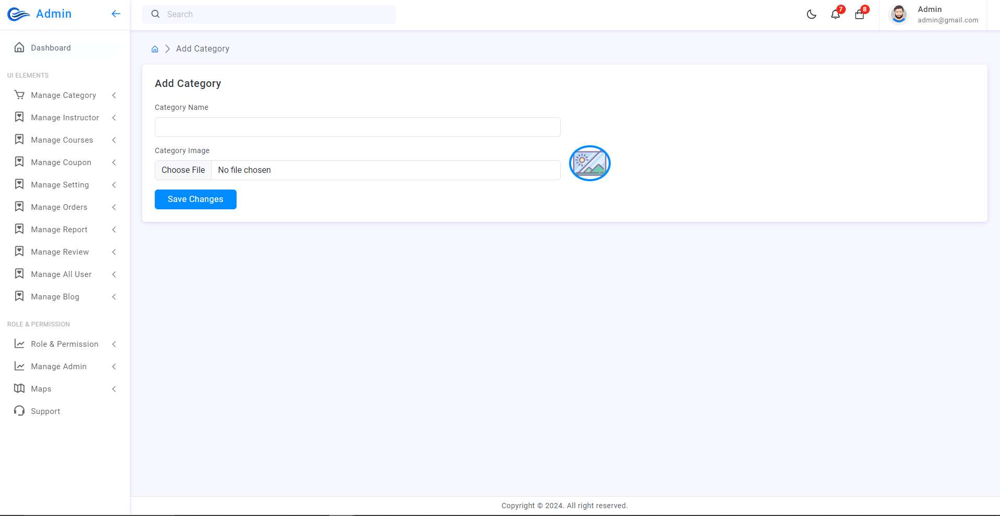 Admin
Search
7
8
Admin
admin@gmail.com
Dashboard
UI ELEMENTS
Manage Category
Manage Instructor
Manage Courses
Manage Coupon
Manage Setting
Manage Orders
Manage Report
Manage Review
Manage All User
Manage Blog
ROLE & PERMISSION
Role & Permission
Manage Admin
Maps
Support
Add Category
Add Category
Category Name
Category Image
Choose File No file chosen
Save Changes
Copyright © 2024. All right reserved.